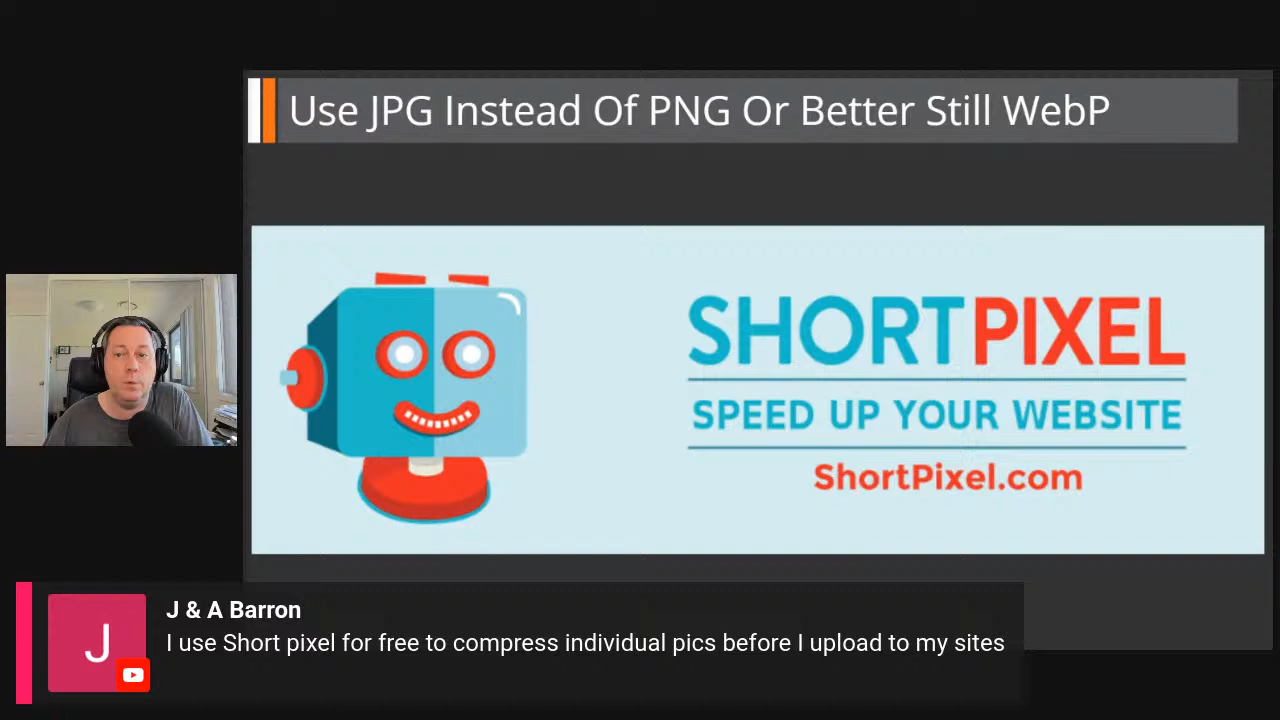 Use JPG Instead Of PNG Or Better Still WebP
SHORTPIXEL
SPEED UP YOUR WEBSITE
ShortPixel.com
J
J & A Barron
I use Short pixel for free to compress individual pics before I upload to my sites